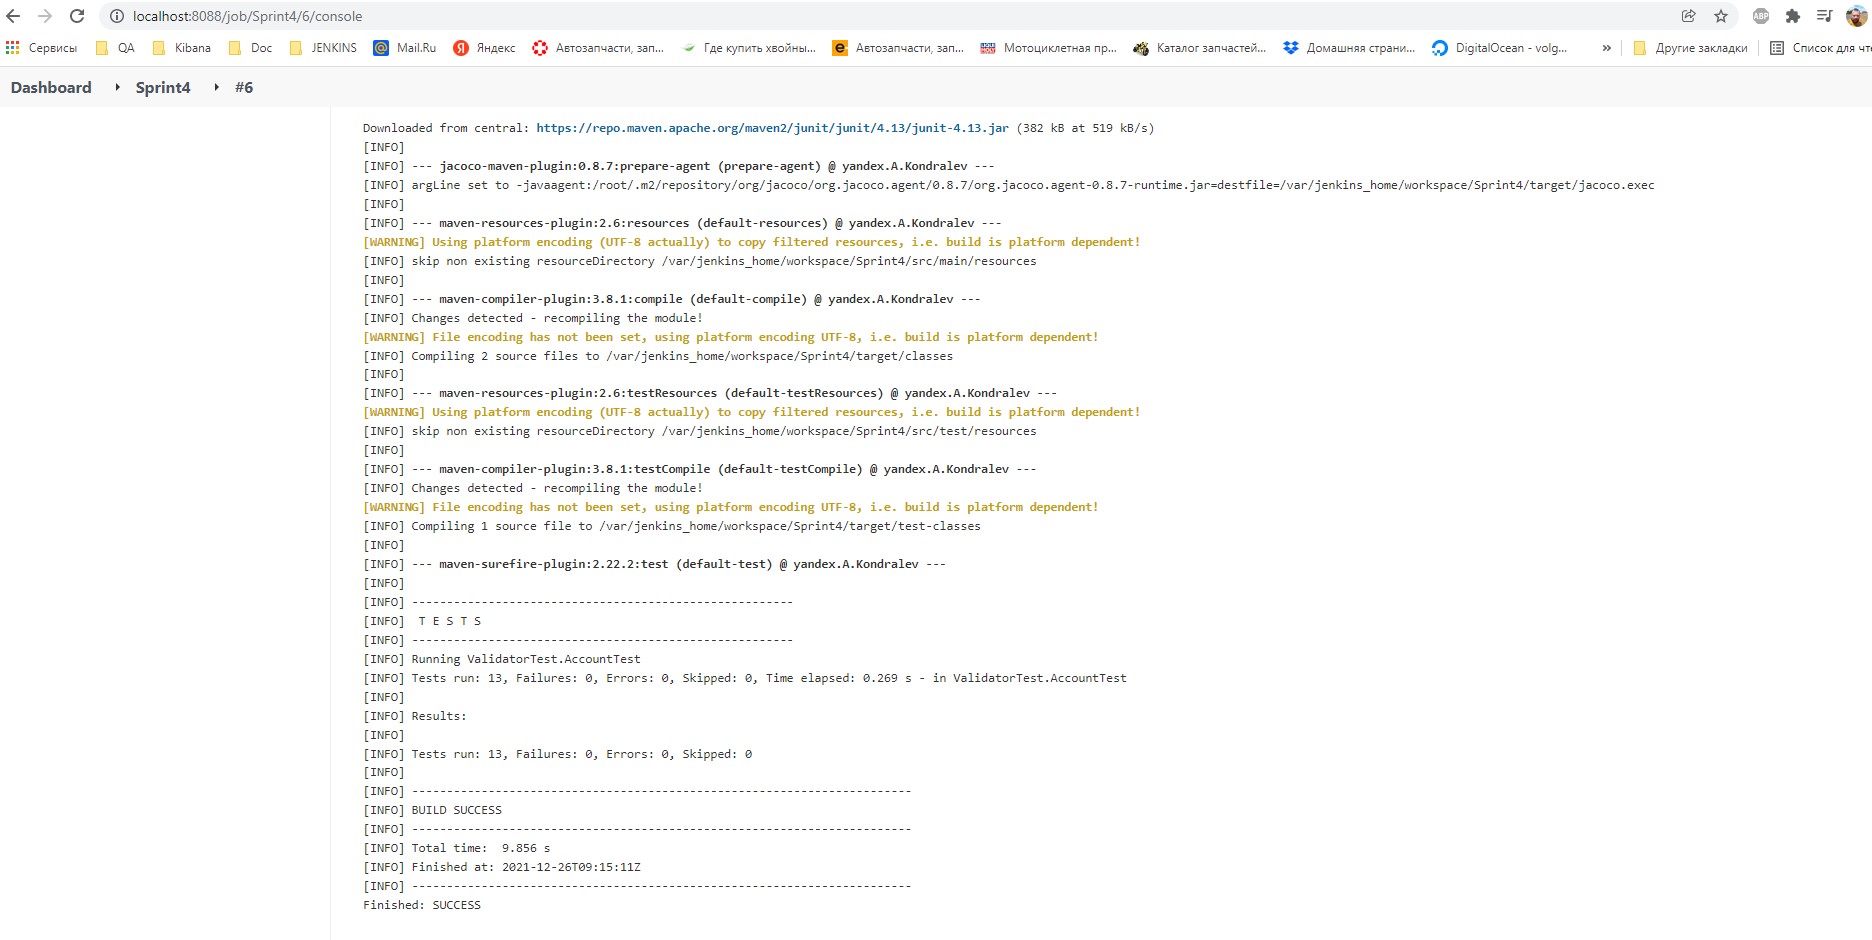 localhost:8088/job/Sprint4/6/console
ABP
Сервисы QA Kibana Doc JENKINS Mail.Ru Яндекс Автозапчасти, зап... Где купить хвойны... Автозапчасти, зап... Мотоциклетная пр... Каталог запчастей... Домашняя страни... DigitalOcean - volg... » Другие закладки Список для чте
Dashboard Sprint4 #6
Downloaded from central: https://repo.maven.apache.org/maven2/junit/junit/4.13/junit-4.13.jar (382 kB at 519 kB/s)
[INFO]
[INFO] --- jacoco-maven-plugin:0.8.7:prepare-agent (prepare-agent) @ yandex.A.Kondralev ---
[INFO] argLine set to -javaagent:/root/.m2/repository/org/jacoco/org.jacoco.agent/0.8.7/org.jacoco.agent-0.8.7-runtime.jar=destfile=/var/jenkins_home/workspace/Sprint4/target/jacoco.exec
[INFO]
[INFO] --- maven-resources-plugin:2.6:resources (default-resources) @ yandex.A.Kondralev ---
[WARNING] Using platform encoding (UTF-8 actually) to copy filtered resources, i.e. build is platform dependent!
[INFO] skip non existing resourceDirectory /var/jenkins_home/workspace/Sprint4/src/main/resources
[INFO]
[INFO] --- maven-compiler-plugin:3.8.1:compile (default-compile) @ yandex.A.Kondralev ---
[INFO] Changes detected - recompiling the module!
[WARNING] File encoding has not been set, using platform encoding UTF-8, i.e. build is platform dependent!
[INFO] Compiling 2 source files to /var/jenkins_home/workspace/Sprint4/target/classes
[INFO]
[INFO] --- maven-resources-plugin:2.6:testResources (default-testResources) @ yandex.A.Kondralev ---
[WARNING] Using platform encoding (UTF-8 actually) to copy filtered resources, i.e. build is platform dependent!
[INFO] skip non existing resourceDirectory /var/jenkins_home/workspace/Sprint4/src/test/resources
[INFO]
[INFO] --- maven-compiler-plugin:3.8.1:testCompile (default-testCompile) @ yandex.A.Kondralev ---
[INFO] Changes detected - recompiling the module!
[WARNING] File encoding has not been set, using platform encoding UTF-8, i.e. build is platform dependent!
[INFO] Compiling 1 source file to /var/jenkins_home/workspace/Sprint4/target/test-classes
[INFO]
[INFO] --- maven-surefire-plugin:2.22.2:test (default-test) @ yandex.A.Kondralev ---
[INFO]
[INFO] -------------------------------------------------------
[INFO]  T E S T S
[INFO] -------------------------------------------------------
[INFO] Running ValidatorTest.AccountTest
[INFO] Tests run: 13, Failures: 0, Errors: 0, Skipped: 0, Time elapsed: 0.269 s - in ValidatorTest.AccountTest
[INFO]
[INFO] Results:
[INFO]
[INFO] Tests run: 13, Failures: 0, Errors: 0, Skipped: 0
[INFO]
[INFO] ------------------------------------------------------------------------
[INFO] BUILD SUCCESS
[INFO] ------------------------------------------------------------------------
[INFO] Total time:  9.856 s
[INFO] Finished at: 2021-12-26T09:15:11Z
[INFO] ------------------------------------------------------------------------
Finished: SUCCESS